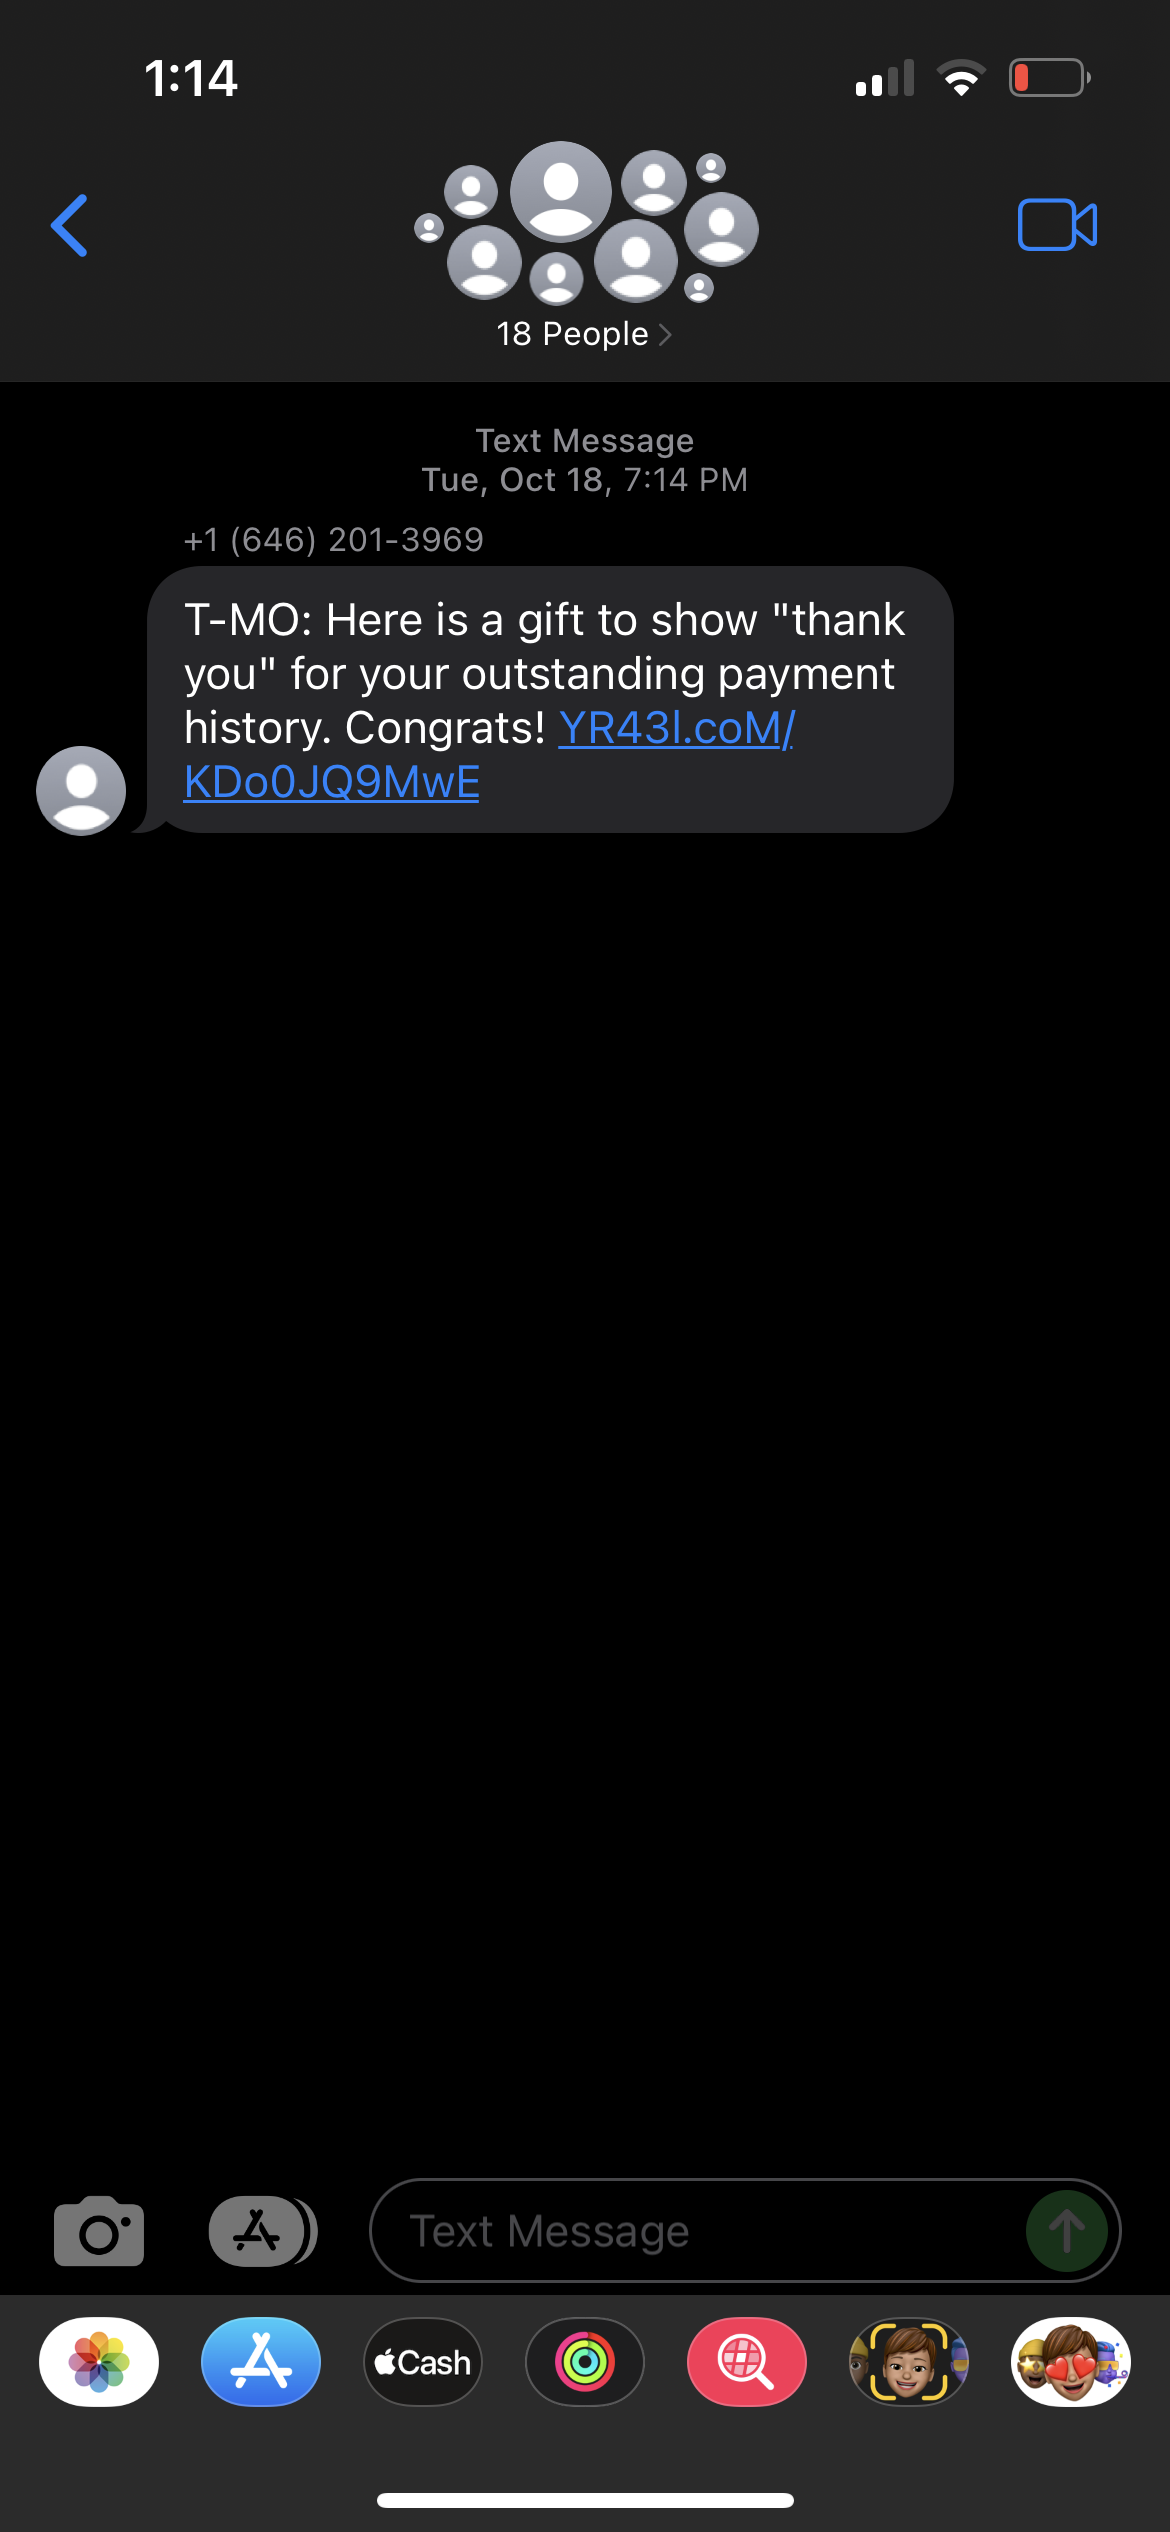 1:14
18 People
Text Message
Tue, Oct 18, 7:14 PM
+1 (646) 201-3969
T-MO: Here is a gift to show "thank
you" for your outstanding payment
history. Congrats! YR43l.coM/
KDo0JQ9MwE
Text Message
Cash